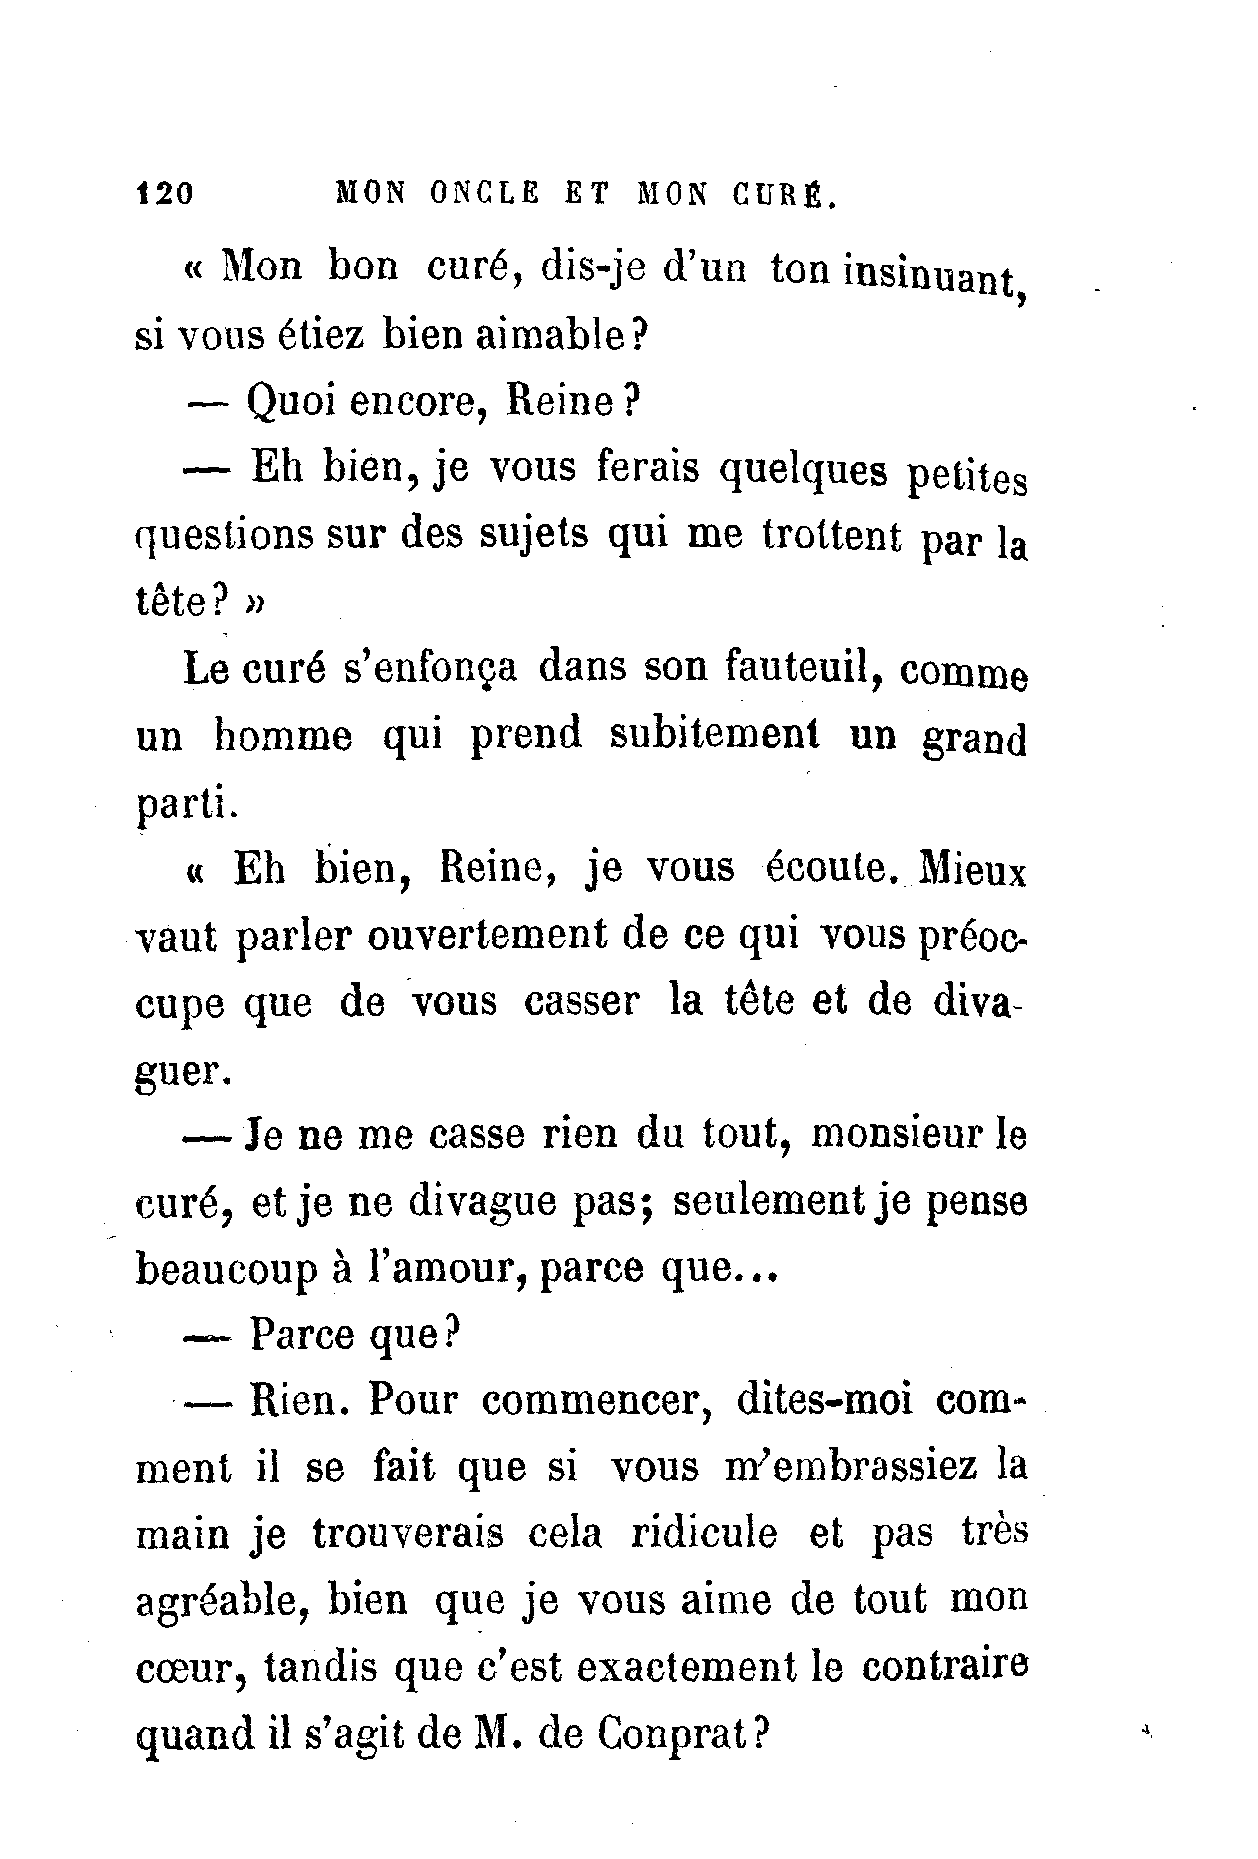 120 MON ONCLE ET MON CURÉ.
« Mon bon curé, dis-je d'un ton insinuant,
si vous étiez bien aimable?
— Quoi encore, Reine ?
— Eh bien, je vous ferais quelques petites
questions sur des sujets qui me trottent par la
tête? »
Le curé s'enfonça dans son fauteuil, comme
un homme qui prend subitement un grand
parti.
« Eh bien, Reine, je vous écoute. Mieux
vaut parler ouvertement de ce qui vous préoc-
cupe que de vous casser la tête et de diva-
guer.
— Je ne me casse rien du tout, monsieur le
curé, et je ne divague pas; seulement je pense
beaucoup à l'amour, parce que...
— Parce que?
— Rien. Pour commencer, dites-moi com-
ment il se fait que si vous m'embrassiez la
main je trouverais cela ridicule et pas très
agréable, bien que je vous aime de tout mon
cœur, tandis que c'est exactement le contraire
quand il s'agit de M. de Conprat?